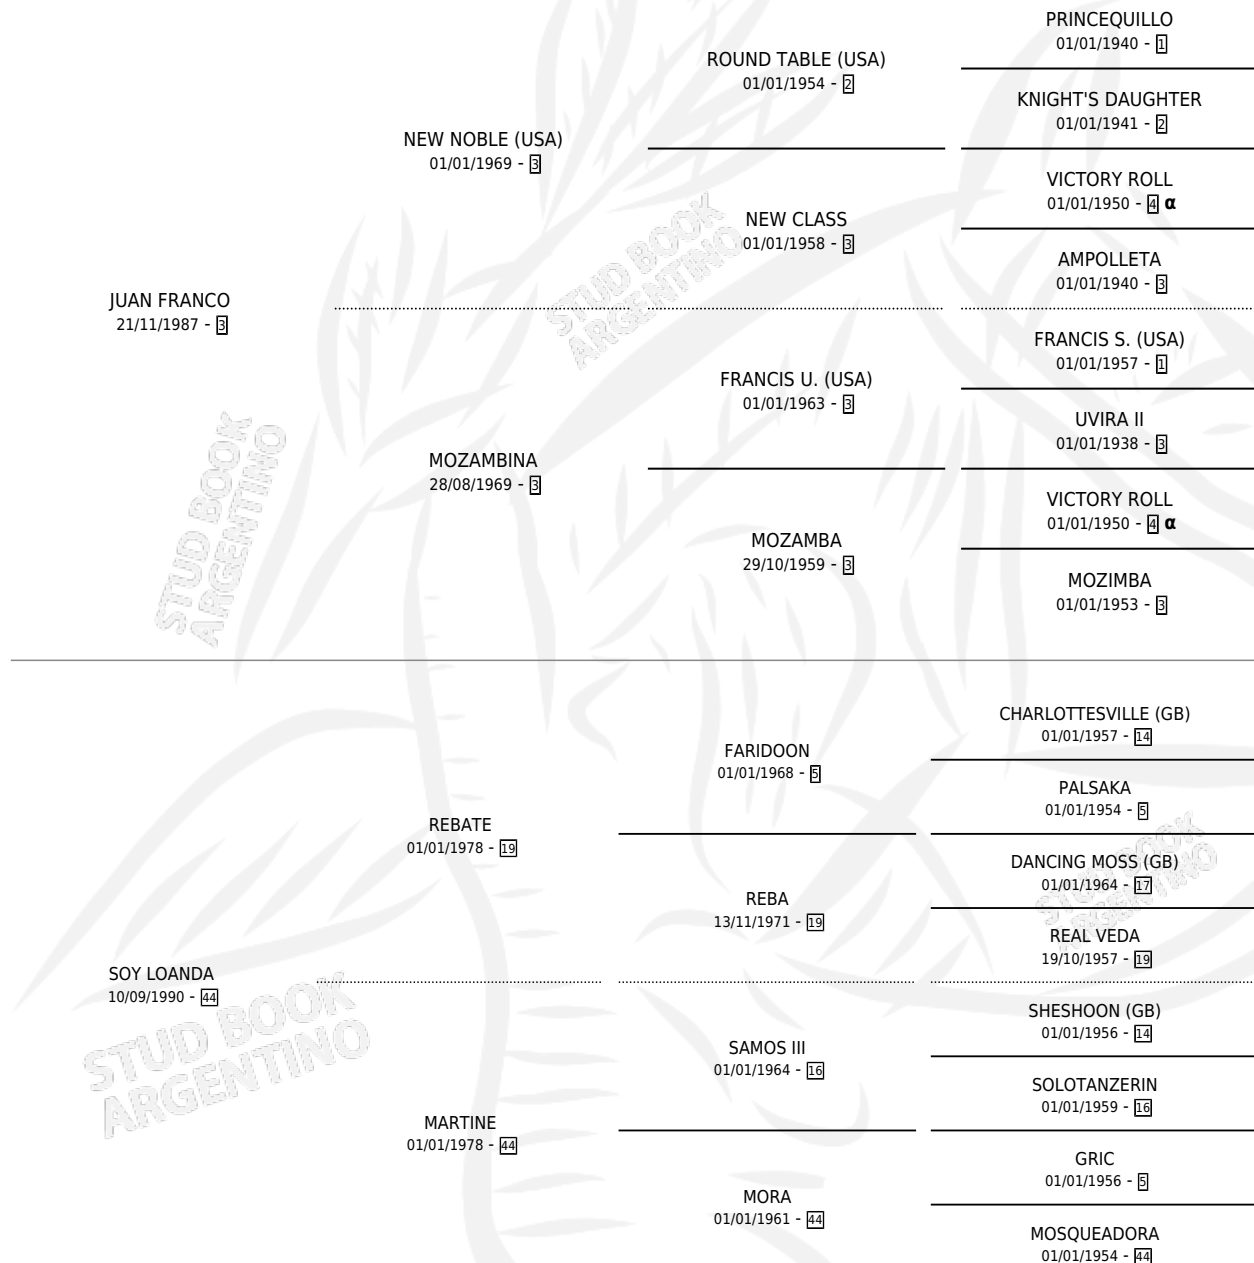 PRINCEQUILLO
01/01/1940 - 1
ROUND TABLE (USA)
01/01/1954 - 2
KNIGHT'S DAUGHTER
01/01/1941 - 2
NEW NOBLE (USA)
01/01/1969 - 3
VICTORY ROLL
01/01/1950 - 4 α
NEW CLASS
01/01/1958 - 3
AMPOLLETA
01/01/1940 - 3
JUAN FRANCO
21/11/1987 - 3
FRANCIS S. (USA)
01/01/1957 - 1
FRANCIS U. (USA)
01/01/1963 - 3
UVIRA II
01/01/1938 - 3
MOZAMBINA
28/08/1969 - 3
VICTORY ROLL
01/01/1950 - 4 α
MOZAMBA
29/10/1959 - 3
MOZIMBA
01/01/1953 - 3
CHARLOTTESVILLE (GB)
01/01/1957 - 14
FARIDOON
01/01/1968 - 5
PALSAKA
01/01/1954 - 5
REBATE
01/01/1978 - 19
DANCING MOSS (GB)
01/01/1964 - 17
REBA
13/11/1971 - 19
REAL VEDA
19/10/1957 - 19
SOY LOANDA
10/09/1990 - 44
SHESHOON (GB)
01/01/1956 - 14
SAMOS III
01/01/1964 - 16
SOLOTANZERIN
01/01/1959 - 16
MARTINE
01/01/1978 - 44
GRIC
01/01/1956 - 5
MORA
01/01/1961 - 44
MOSQUEADORA
01/01/1954 - 44
STUD BOOK
ARGENTINO
STUD BOOK
ARGENTINO
STUD BOOK
ARGENTINO
STUD BOOK
ARGENTINO